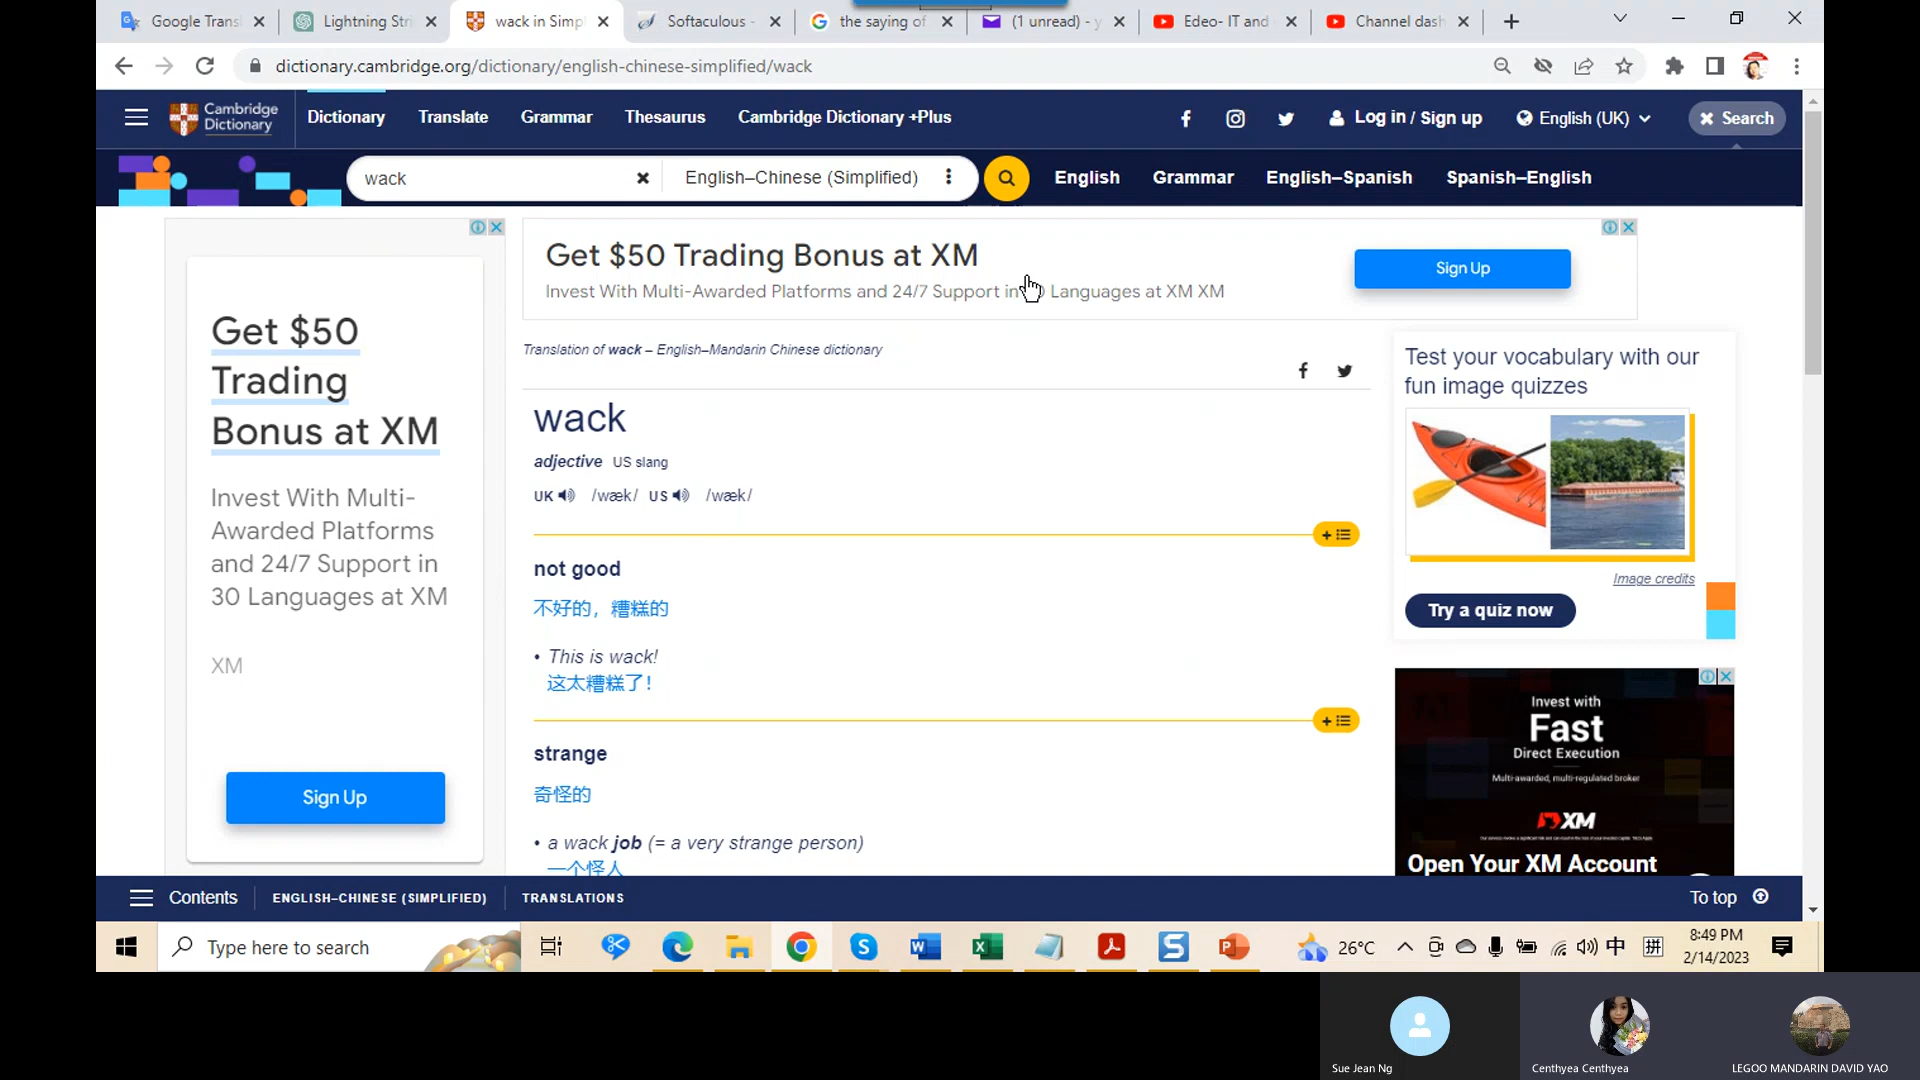 Google Trans
Lightning Stri
wack in Simpl
Softaculous -
the saying of
(1 unread) - y
Edeo- IT and
Channel dash
dictionary.cambridge.org/dictionary/english-chinese-simplified/wack
Cambridge
Dictionary
Dictionary
Translate
Grammar
Thesaurus
Cambridge Dictionary +Plus
Log in / Sign up
English (UK)
Search
wack
English–Chinese (Simplified)
English
Grammar
English–Spanish
Spanish–English
Get $50
Trading
Bonus at XM
Invest With Multi-
Awarded Platforms
and 24/7 Support in
30 Languages at XM
XM
Sign Up
Get $50 Trading Bonus at XM
Invest With Multi-Awarded Platforms and 24/7 Support in Languages at XM XM
Sign Up
Translation of wack – English–Mandarin Chinese dictionary
wack
adjective US slang
UK /wæk/ US /wæk/
not good
不好的，糟糕的
• This is wack!
这太糟糕了！
strange
奇怪的
• a wack job (= a very strange person)
一个怪人
Test your vocabulary with our
fun image quizzes
Image credits
Try a quiz now
Invest with
Fast
Direct Execution
Multi-awarded, multi-regulated broker
XM
Open Your XM Account
Contents
ENGLISH–CHINESE (SIMPLIFIED)
TRANSLATIONS
To top
Type here to search
26°C
中
拼
8:49 PM
2/14/2023
Sue Jean Ng
Centhyea Centhyea
LEGOO MANDARIN DAVID YAO